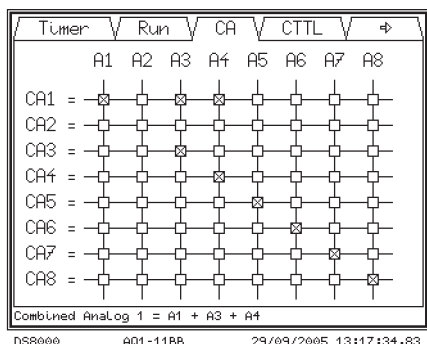 Timer Run CA CTTL
A1 A2 A3 A4 A5 A6 A7 A8
CA1 =
CA2 =
CA3 =
CA4 =
CA5 =
CA6 =
CA7 =
CA8 =
Combined Analog 1 = A1 + A3 + A4
DS8000 A01-11BB 29/09/2005 13:17:34.83